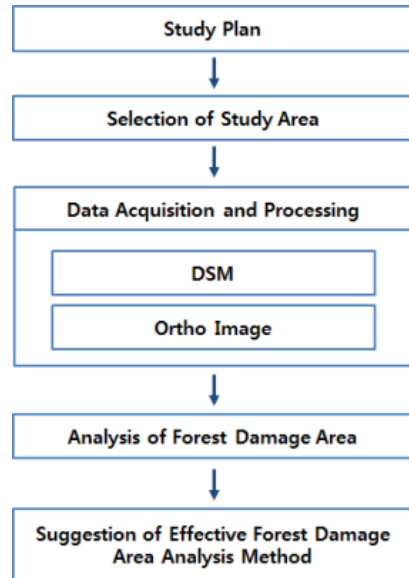 Study Plan
Selection of Study Area
Data Acquisition and Processing
DSM
Ortho Image
Analysis of Forest Damage Area
Suggestion of Effective Forest Damage
Area Analysis Method